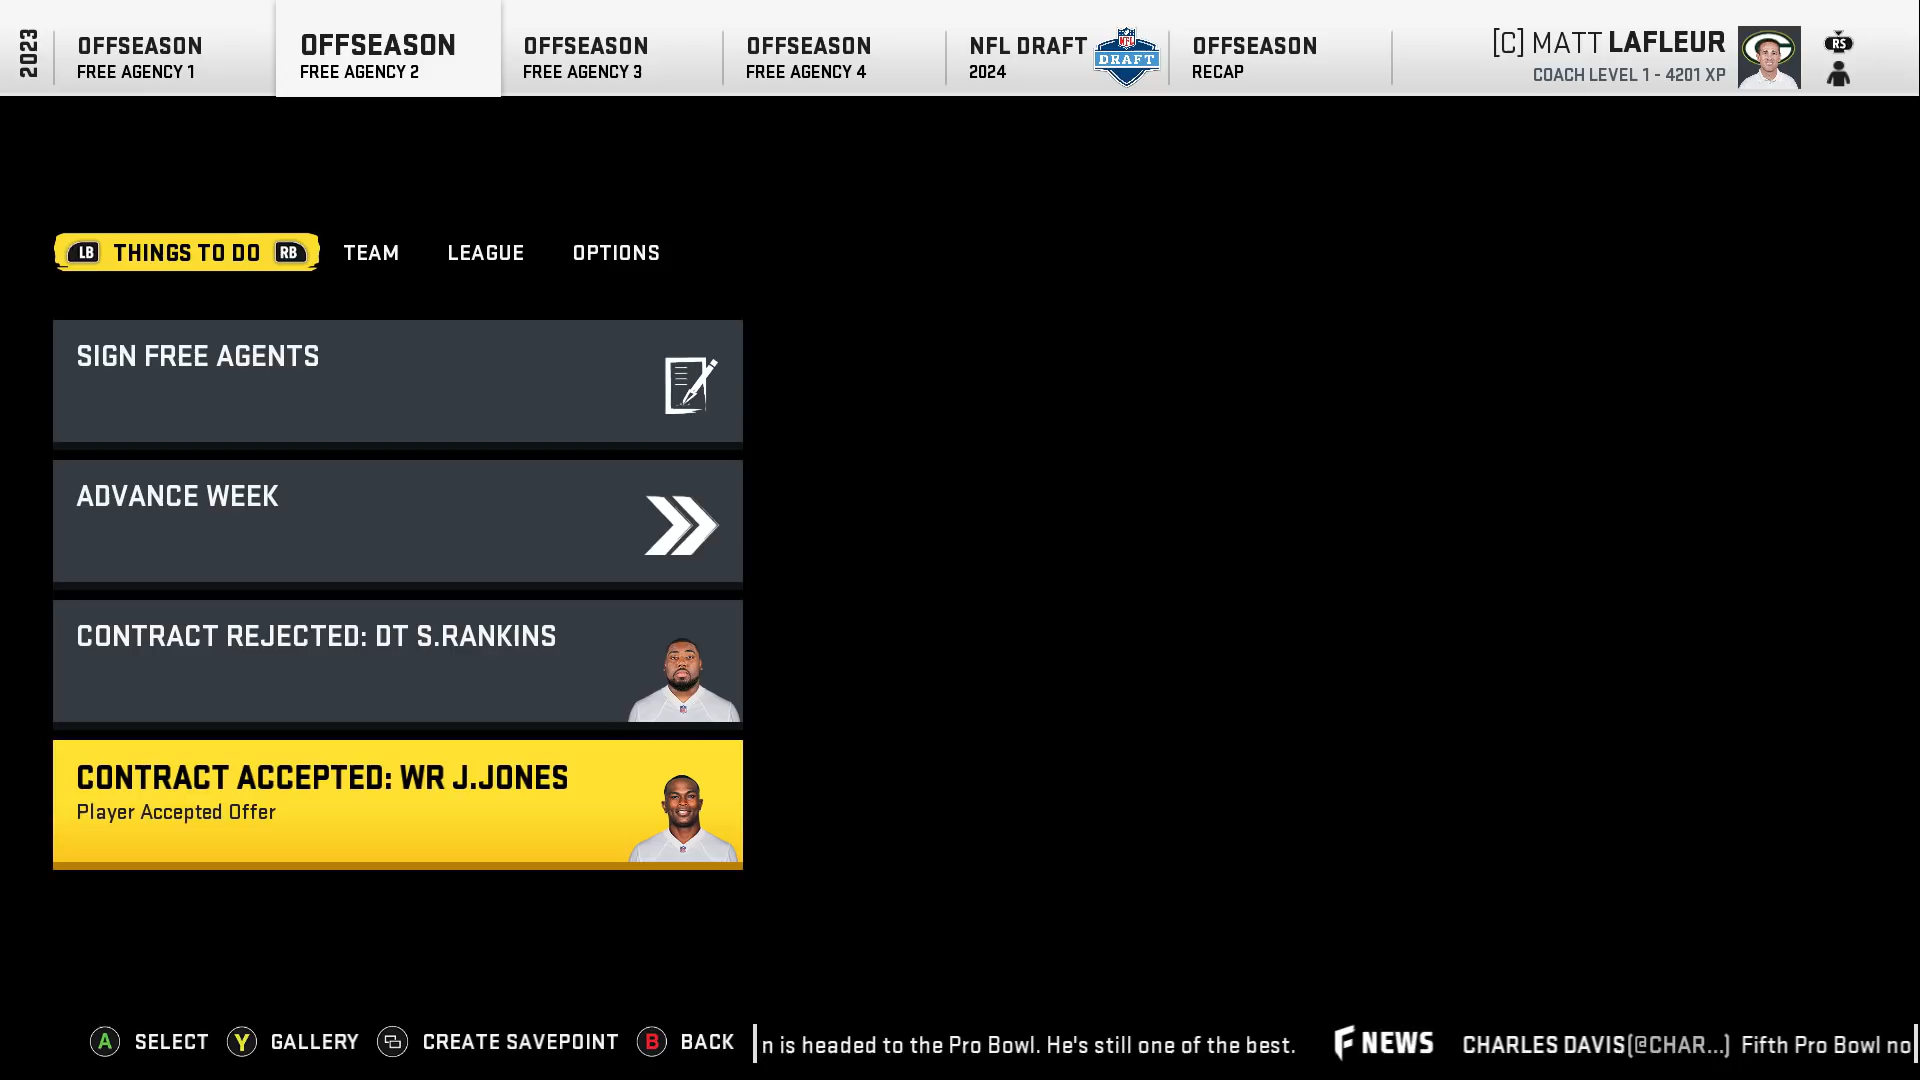 2023
OFFSEASON
FREE AGENCY 1
OFFSEASON
FREE AGENCY 2
OFFSEASON
FREE AGENCY 3
OFFSEASON
FREE AGENCY 4
NFL DRAFT
2024
NFL
DRAFT
OFFSEASON
RECAP
[C] MATT LAFLEUR
COACH LEVEL 1 - 4201 XP
RS
LB THINGS TO DO RB TEAM LEAGUE OPTIONS
SIGN FREE AGENTS
ADVANCE WEEK
CONTRACT REJECTED: DT S.RANKINS
CONTRACT ACCEPTED: WR J.JONES
Player Accepted Offer
A SELECT Y GALLERY CREATE SAVEPOINT B BACK
n is headed to the Pro Bowl. He's still one of the best. F NEWS CHARLES DAVIS(@CHAR...) Fifth Pro Bowl no